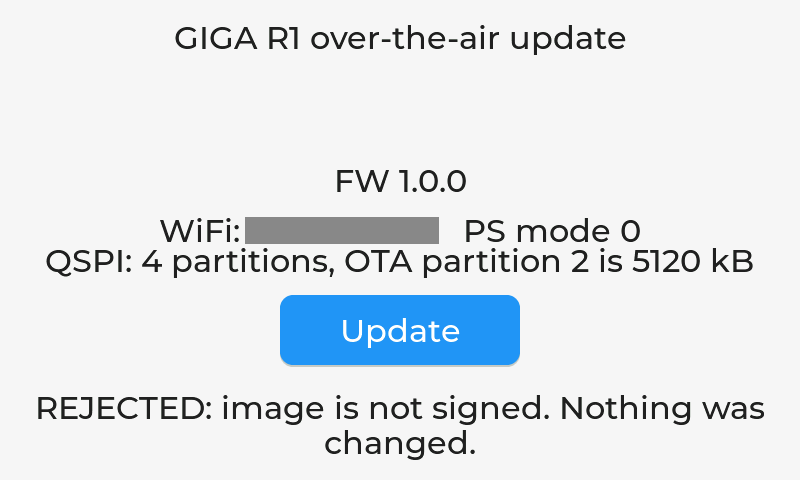 GIGA R1 over-the-air update
FW 1.0.0
WiFi: PS mode 0
QSPI: 4 partitions, OTA partition 2 is 5120 kB
Update
REJECTED: image is not signed. Nothing was
changed.